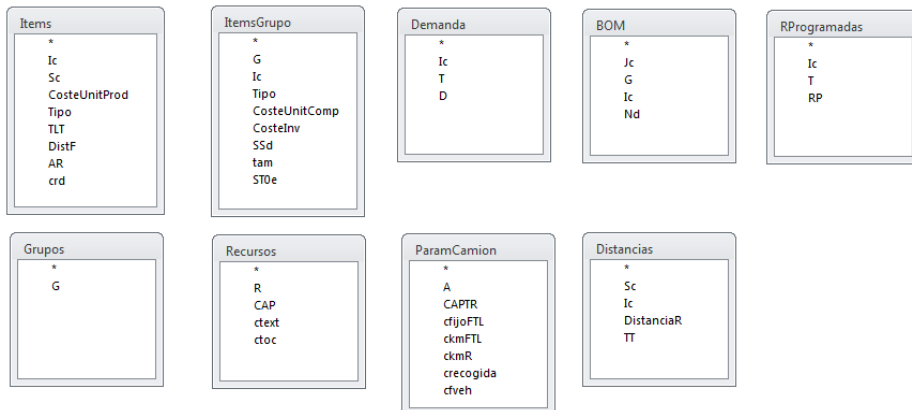 Items
*
Ic
Sc
CosteUnitProd
Tipo
TLT
DistF
AR
crd
ItemsGrupo
*
G
Ic
Tipo
CosteUnitComp
CosteInv
SSd
tam
ST0e
Demanda
*
Ic
T
D
BOM
*
Jc
G
Ic
Nd
RProgramadas
*
Ic
T
RP
Grupos
*
G
Recursos
*
R
CAP
ctext
ctoc
ParamCamion
*
A
CAPTR
cfijoFTL
ckmFTL
ckmR
crecogida
cfveh
Distancias
*
Sc
Ic
DistanciaR
TT